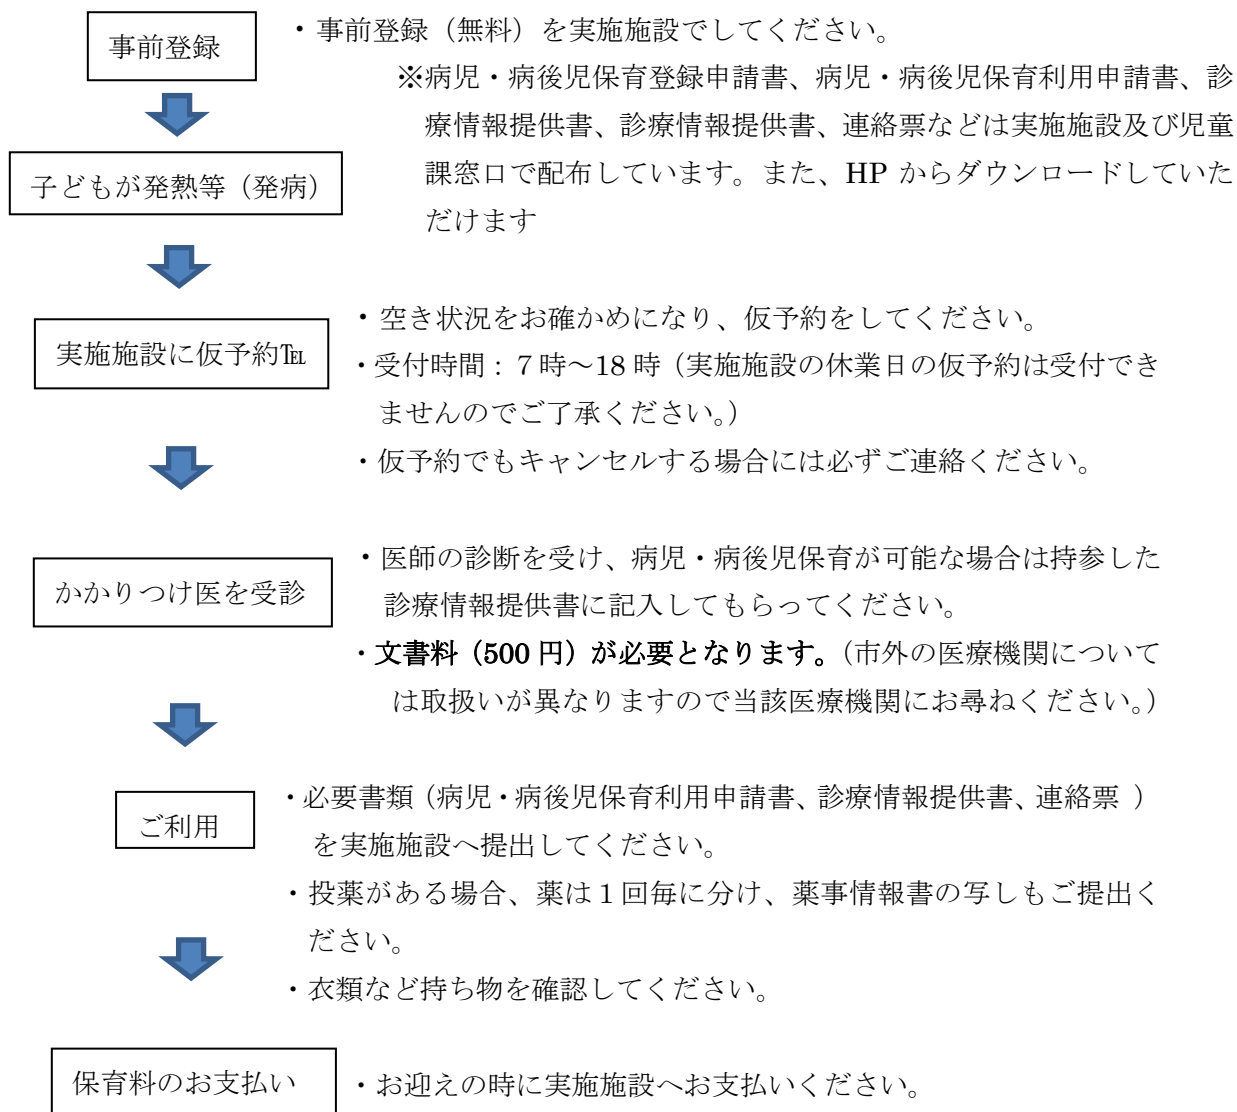 事前登録
・事前登録（無料）を実施施設でしてください。
※病児・病後児保育登録申請書、病児・病後児保育利用申請書、診
療情報提供書、診療情報提供書、連絡票などは実施施設及び児童
課窓口で配布しています。また、HP からダウンロードしていた
だけます
子どもが発熱等（発病）
実施施設に仮予約℡
・空き状況をお確かめになり、仮予約をしてください。
・受付時間：７時～18 時（実施施設の休業日の仮予約は受付でき
ませんのでご了承ください。）
・仮予約でもキャンセルする場合には必ずご連絡ください。
かかりつけ医を受診
・医師の診断を受け、病児・病後児保育が可能な場合は持参した
診療情報提供書に記入してもらってください。
・文書料（500 円）が必要となります。（市外の医療機関について
は取扱いが異なりますので当該医療機関にお尋ねください。）
ご利用
・必要書類（病児・病後児保育利用申請書、診療情報提供書、連絡票 ）
を実施施設へ提出してください。
・投薬がある場合、薬は１回毎に分け、薬事情報書の写しもご提出く
ださい。
・衣類など持ち物を確認してください。
保育料のお支払い
・お迎えの時に実施施設へお支払いください。